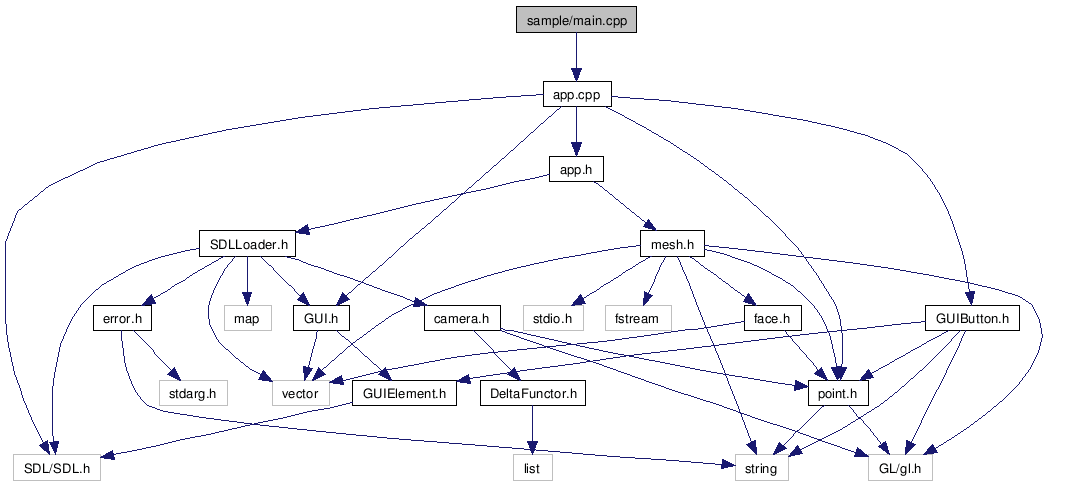 sample/main.cpp
app.cpp
app.h
SDLLoader.h
mesh.h
error.h
map
GUI.h
camera.h
stdio.h
fstream
face.h
GUIButton.h
stdarg.h
vector
GUIElement.h
DeltaFunctor.h
point.h
SDL/SDL.h
list
string
GL/gl.h